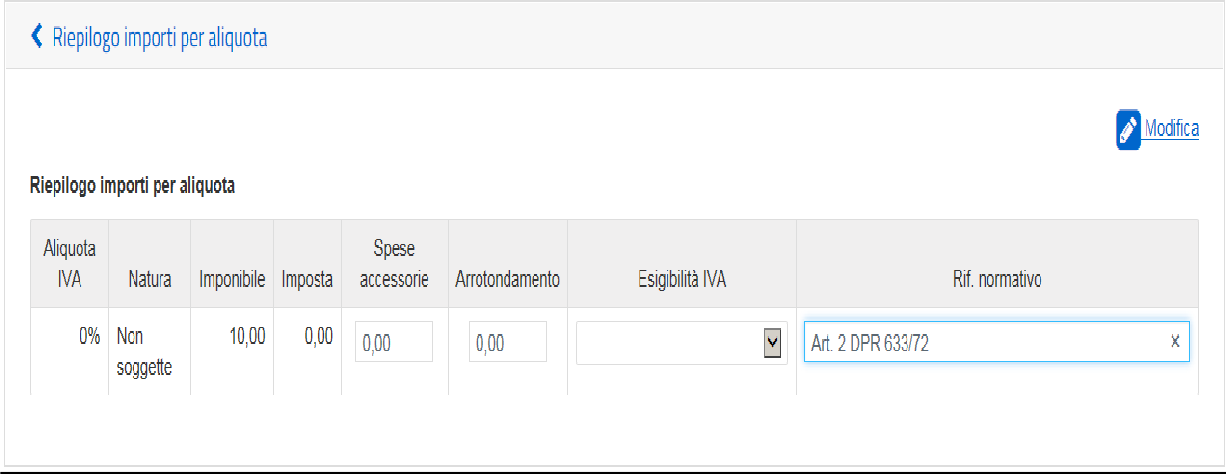 Riepilogo importi per aliquota
Modifica
Riepilogo importi per aliquota
Aliquota IVA
Natura
Imponibile
Imposta
Spese accessorie
Arrotondamento
Esigibilità IVA
Rif. normativo
0%
Non soggette
10,00
0,00
0,00
0,00
Art. 2 DPR 633/72